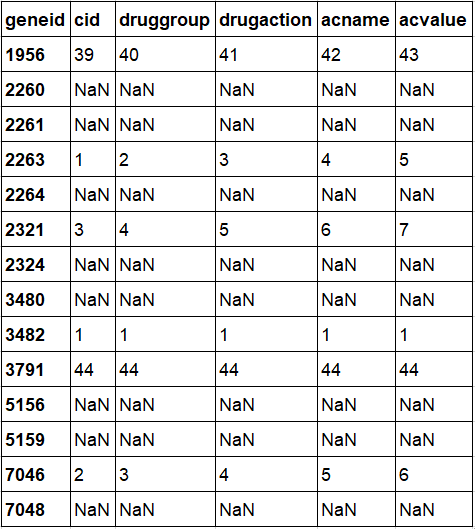 geneid cid druggroup drugaction acname acvalue
1956 39 40 41 42 43
2260 NaN NaN NaN NaN NaN
2261 NaN NaN NaN NaN NaN
2263 1 2 3 4 5
2264 NaN NaN NaN NaN NaN
2321 3 4 5 6 7
2324 NaN NaN NaN NaN NaN
3480 NaN NaN NaN NaN NaN
3482 1 1 1 1 1
3791 44 44 44 44 44
5156 NaN NaN NaN NaN NaN
5159 NaN NaN NaN NaN NaN
7046 2 3 4 5 6
7048 NaN NaN NaN NaN NaN